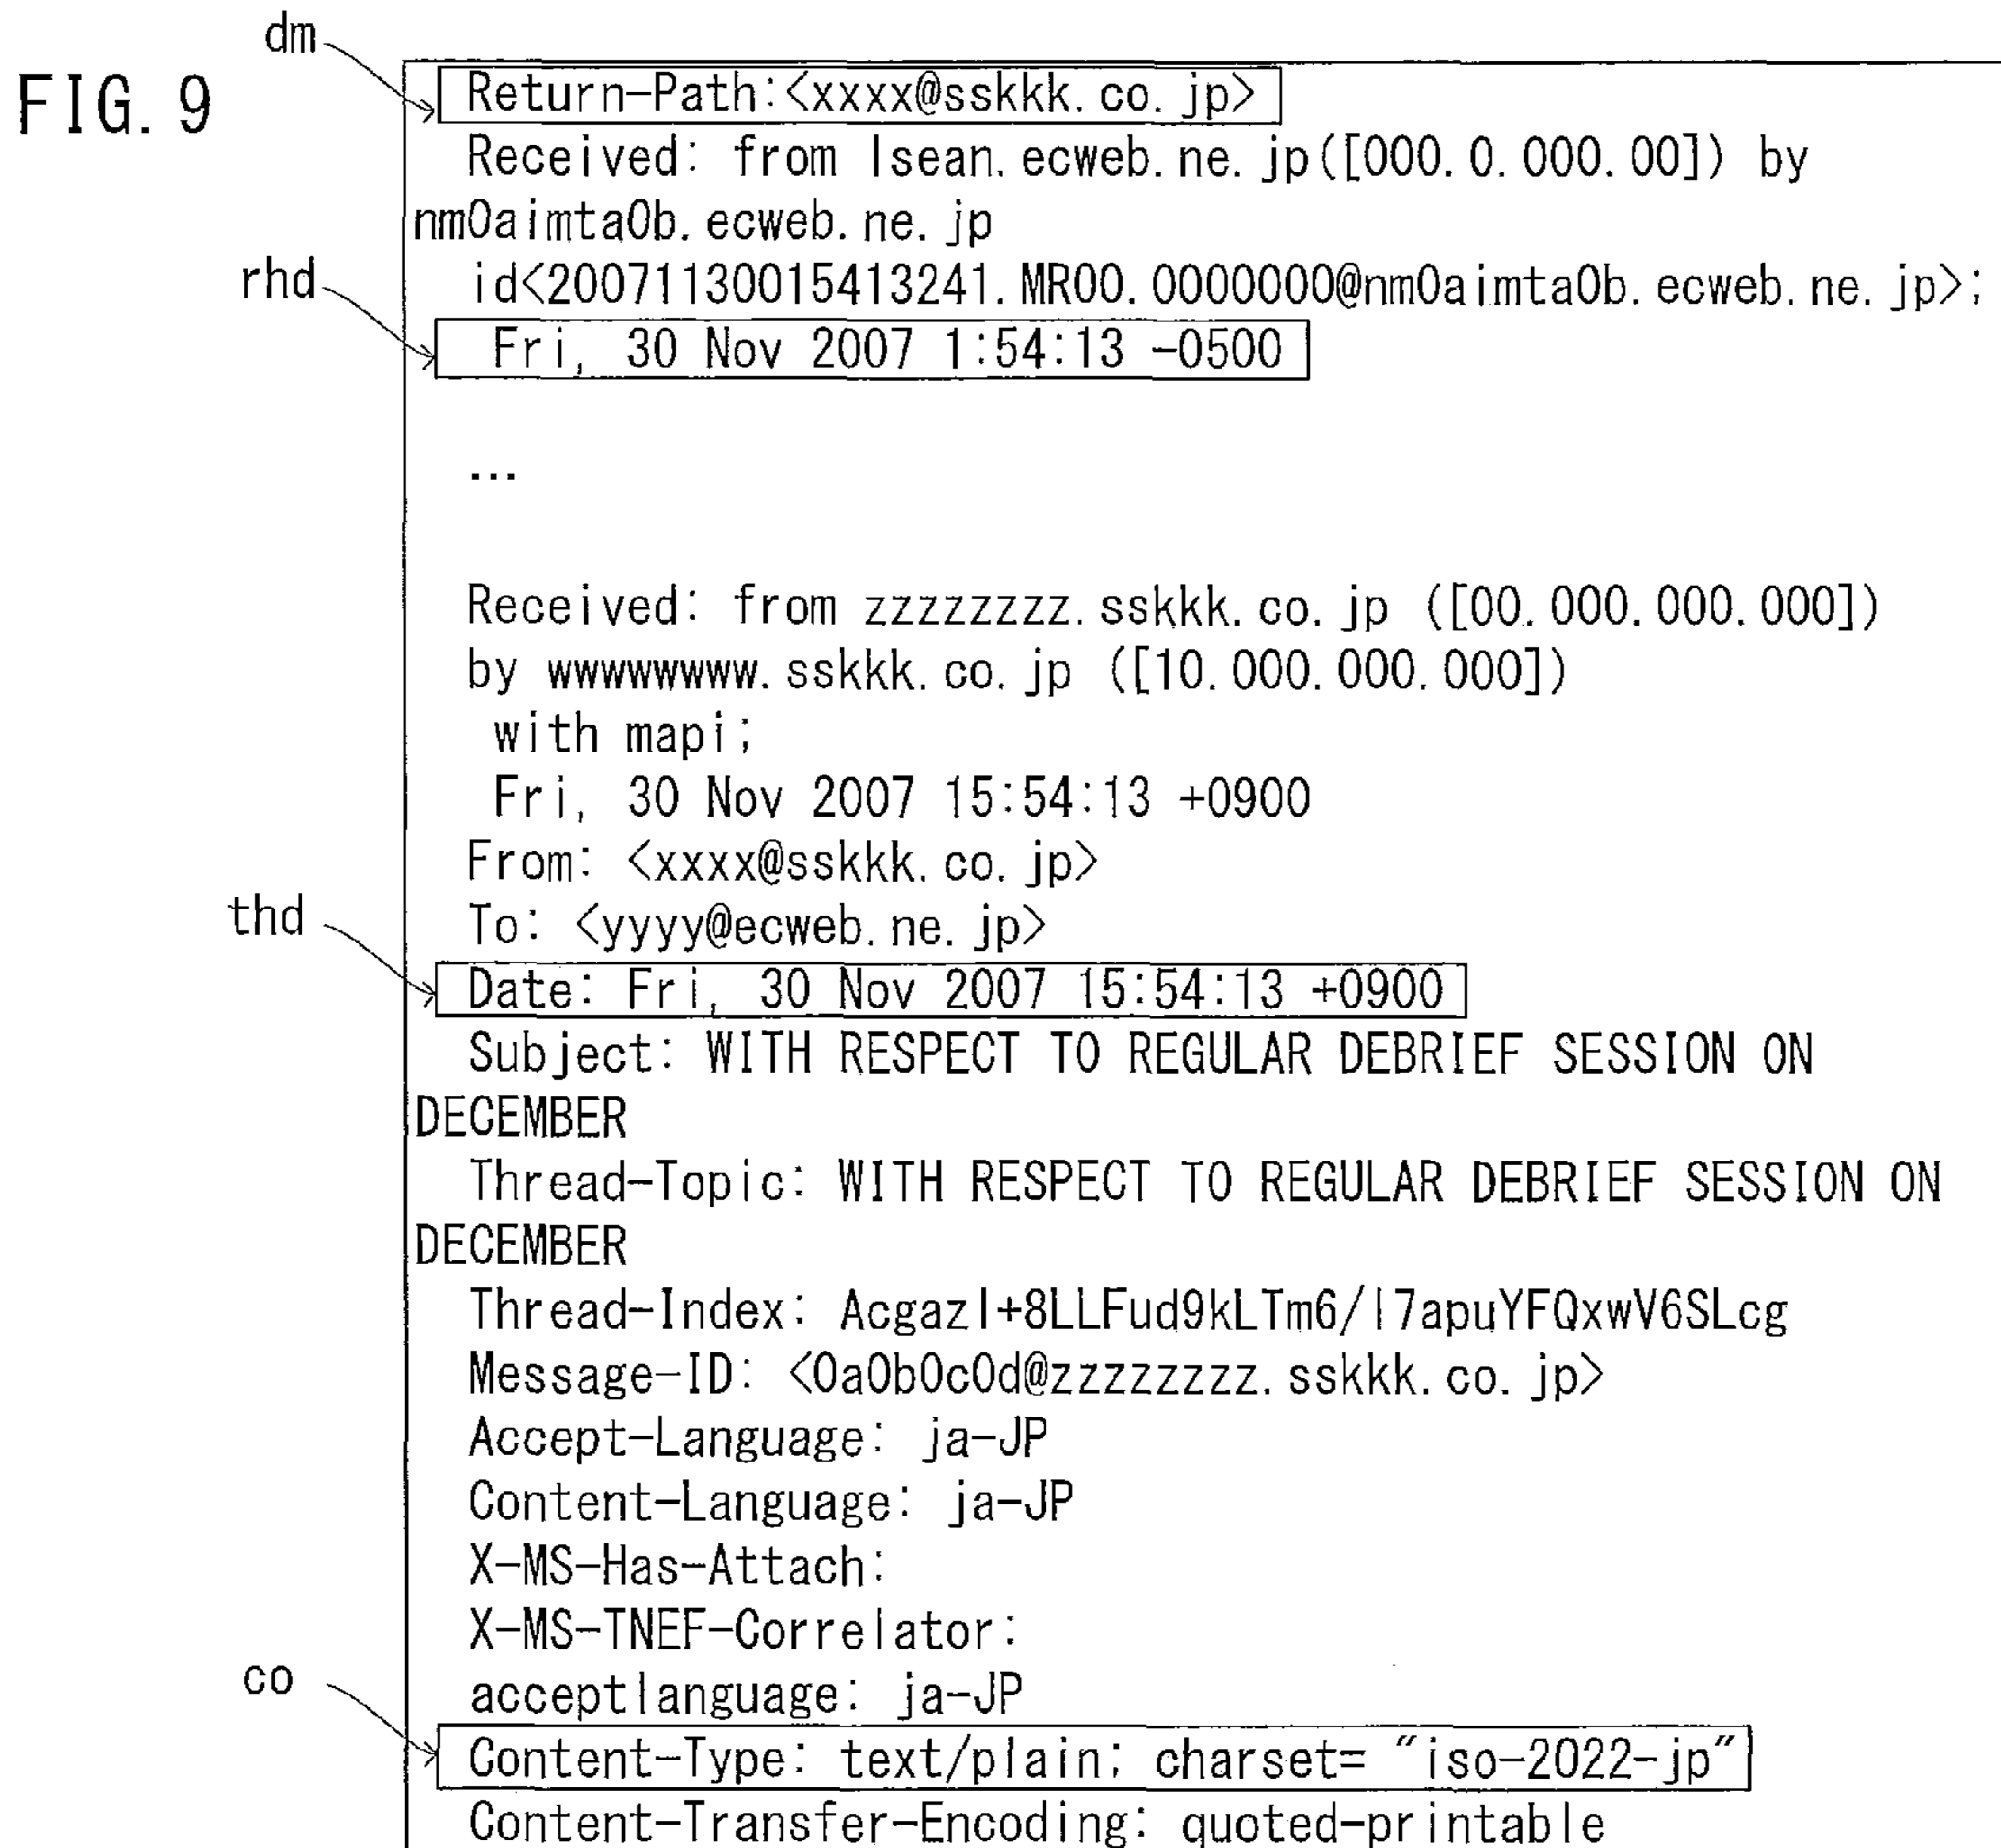 dm
FIG. 9
Return-Path:<xxxx@sskkk.co.jp>
Received: from lsean.ecweb.ne.jp([000.0.000.00]) by
nm0aimta0b.ecweb.ne.jp
rhd
id<20071130015413241.MR00.0000000@nm0aimta0b.ecweb.ne.jp>;
Fri, 30 Nov 2007 1:54:13 -0500
...
Received: from zzzzzzzz.sskkk.co.jp ([00.000.000.000])
by wwwwwwww.sskkk.co.jp ([10.000.000.000])
with mapi;
Fri, 30 Nov 2007 15:54:13 +0900
From: <xxxx@sskkk.co.jp>
thd
To: <yyyy@ecweb.ne.jp>
Date: Fri, 30 Nov 2007 15:54:13 +0900
Subject: WITH RESPECT TO REGULAR DEBRIEF SESSION ON
DECEMBER
Thread-Topic: WITH RESPECT TO REGULAR DEBRIEF SESSION ON
DECEMBER
Thread-Index: Acgazl+8LLFud9kLTm6/l7apuYFQxwV6SLcg
Message-ID: <0a0b0c0d@zzzzzzzz.sskkk.co.jp>
Accept-Language: ja-JP
Content-Language: ja-JP
X-MS-Has-Attach:
X-MS-TNEF-Correlator:
co
acceptlanguage: ja-JP
Content-Type: text/plain; charset= "iso-2022-jp"
Content-Transfer-Encoding: quoted-printable